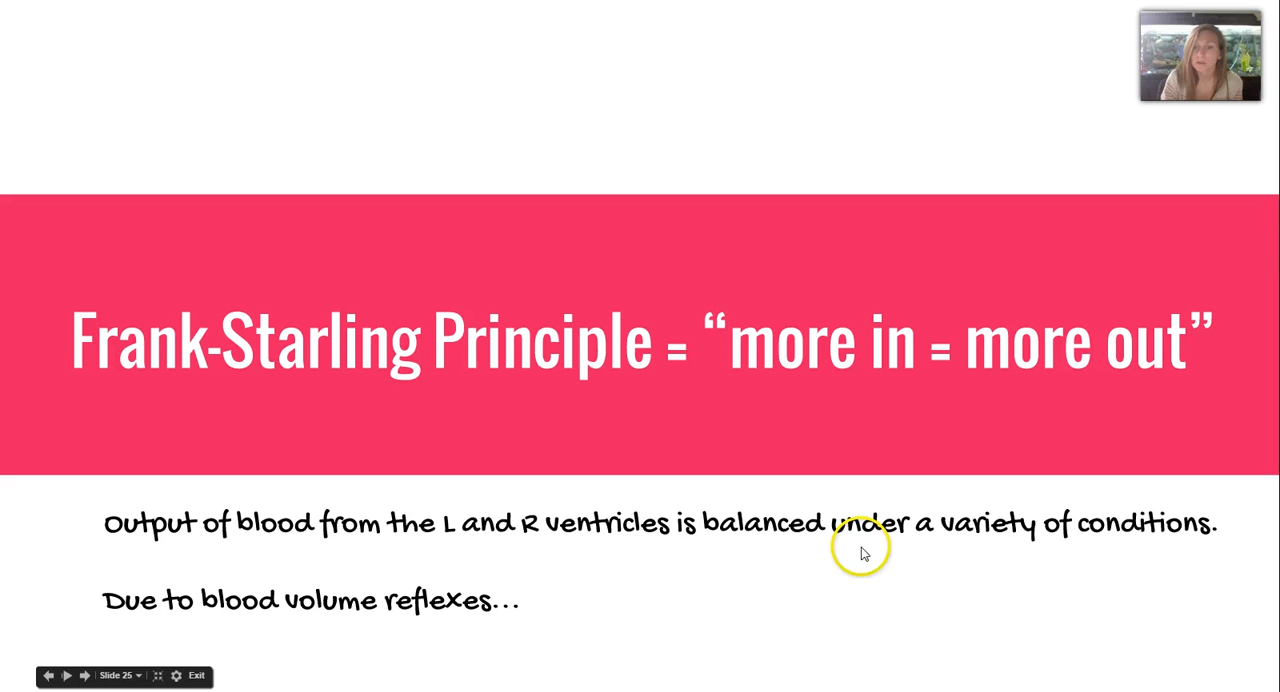 Frank-Starling Principle = “more in = more out”
Output of blood from the L and R ventricles is balanced under a variety of conditions.
Due to blood volume reflexes...
Slide 25
Exit